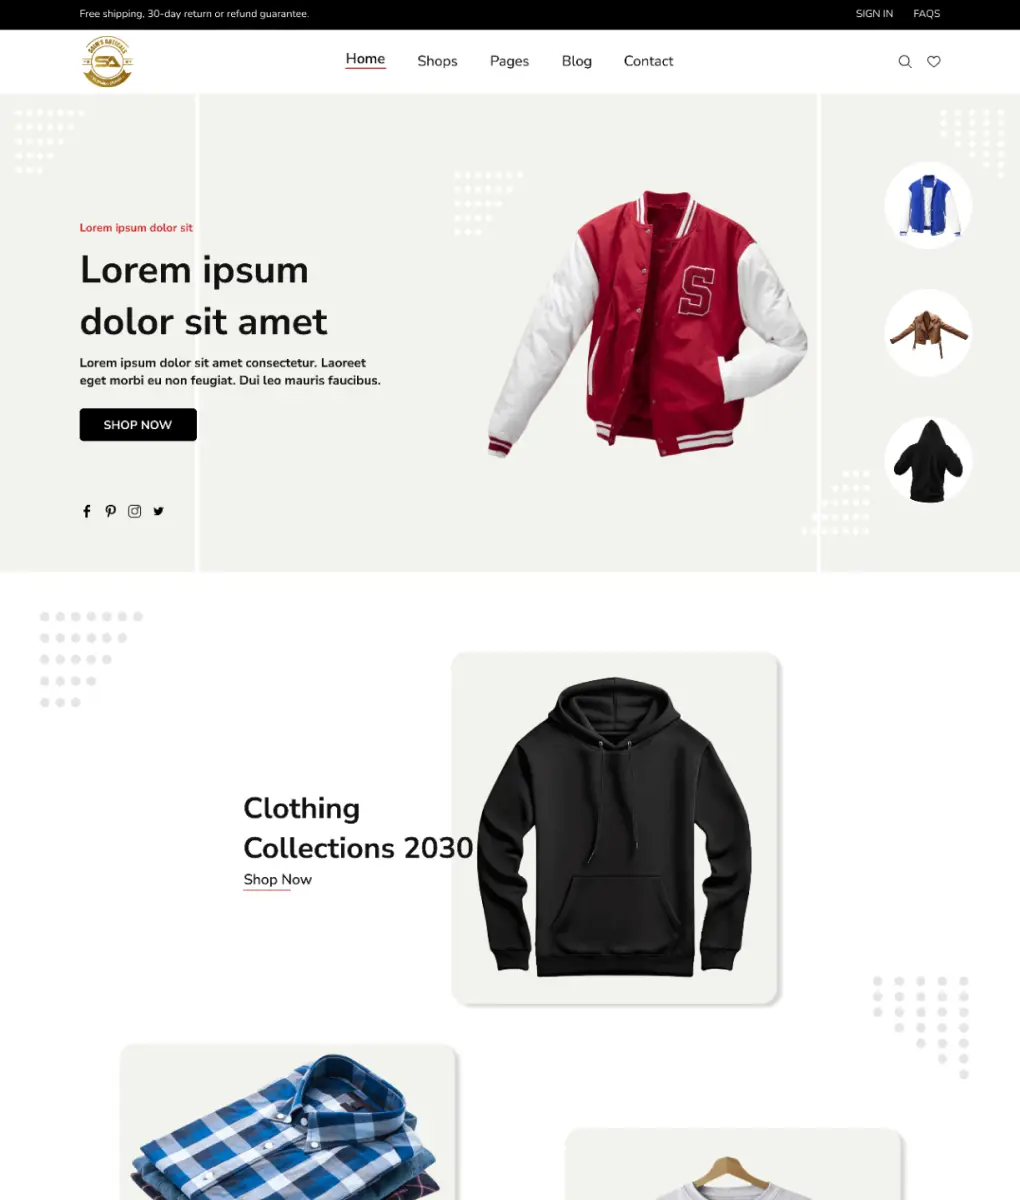 Free shipping, 30-day return or refund guarantee.
SIGN IN FAQS
SA
Home Shops Pages Blog Contact
Lorem ipsum dolor sit
Lorem ipsum
dolor sit amet
Lorem ipsum dolor sit amet consectetur. Laoreet
eget morbi eu non feugiat. Dui leo mauris faucibus.
SHOP NOW
S
Clothing
Collections 2030
Shop Now